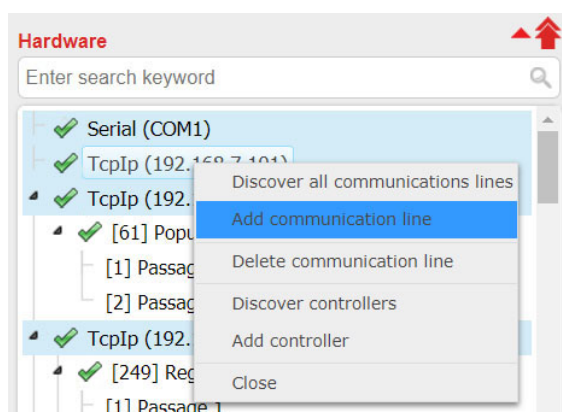 Hardware
Enter search keyword
Serial (COM1)
TcpIp (192.168.7.101)
Discover all communications lines
TcpIp (192.
Add communication line
[61] Popu
Delete communication line
[1] Passag
[2] Passag
Discover controllers
TcpIp (192.
Add controller
[249] Reg
Close
[1] Passage 1